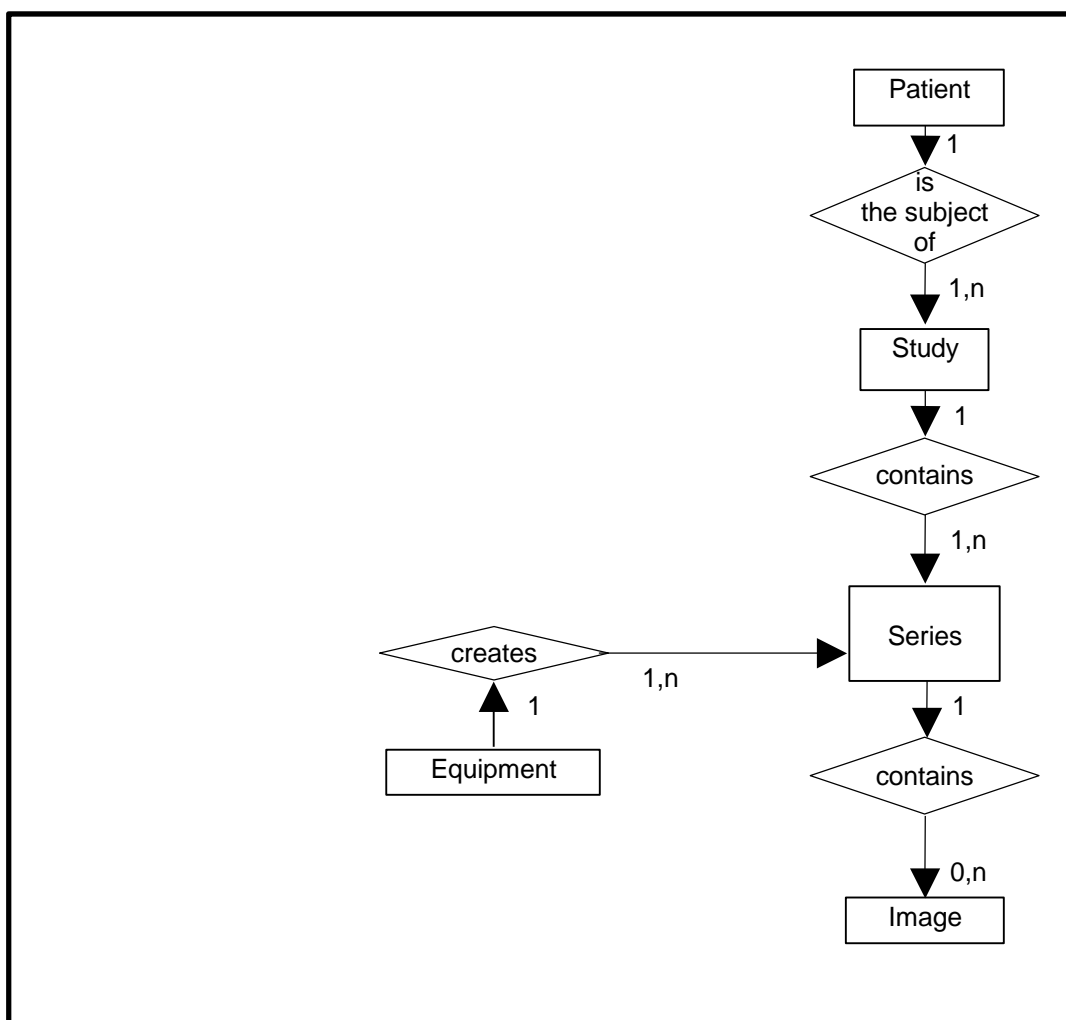 Patient
1
is
the subject
of
1,n
Study
1
contains
1,n
Series
creates
1,n
1
1
Equipment
contains
0,n
Image